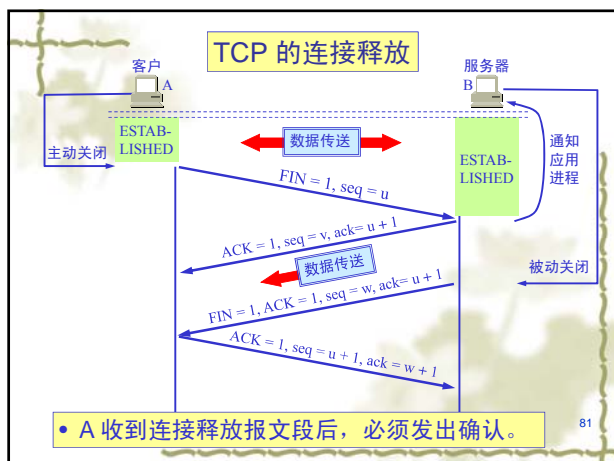 TCP 的连接释放
客户
A
服务器
B
主动关闭
ESTAB-
LISHED
数据传送
ESTAB-
LISHED
通知
应用
进程
FIN = 1, seq = u
ACK = 1, seq = v, ack= u + 1
数据传送
被动关闭
FIN = 1, ACK = 1, seq = w, ack= u + 1
ACK = 1, seq = u + 1, ack = w + 1
• A 收到连接释放报文段后，必须发出确认。
81